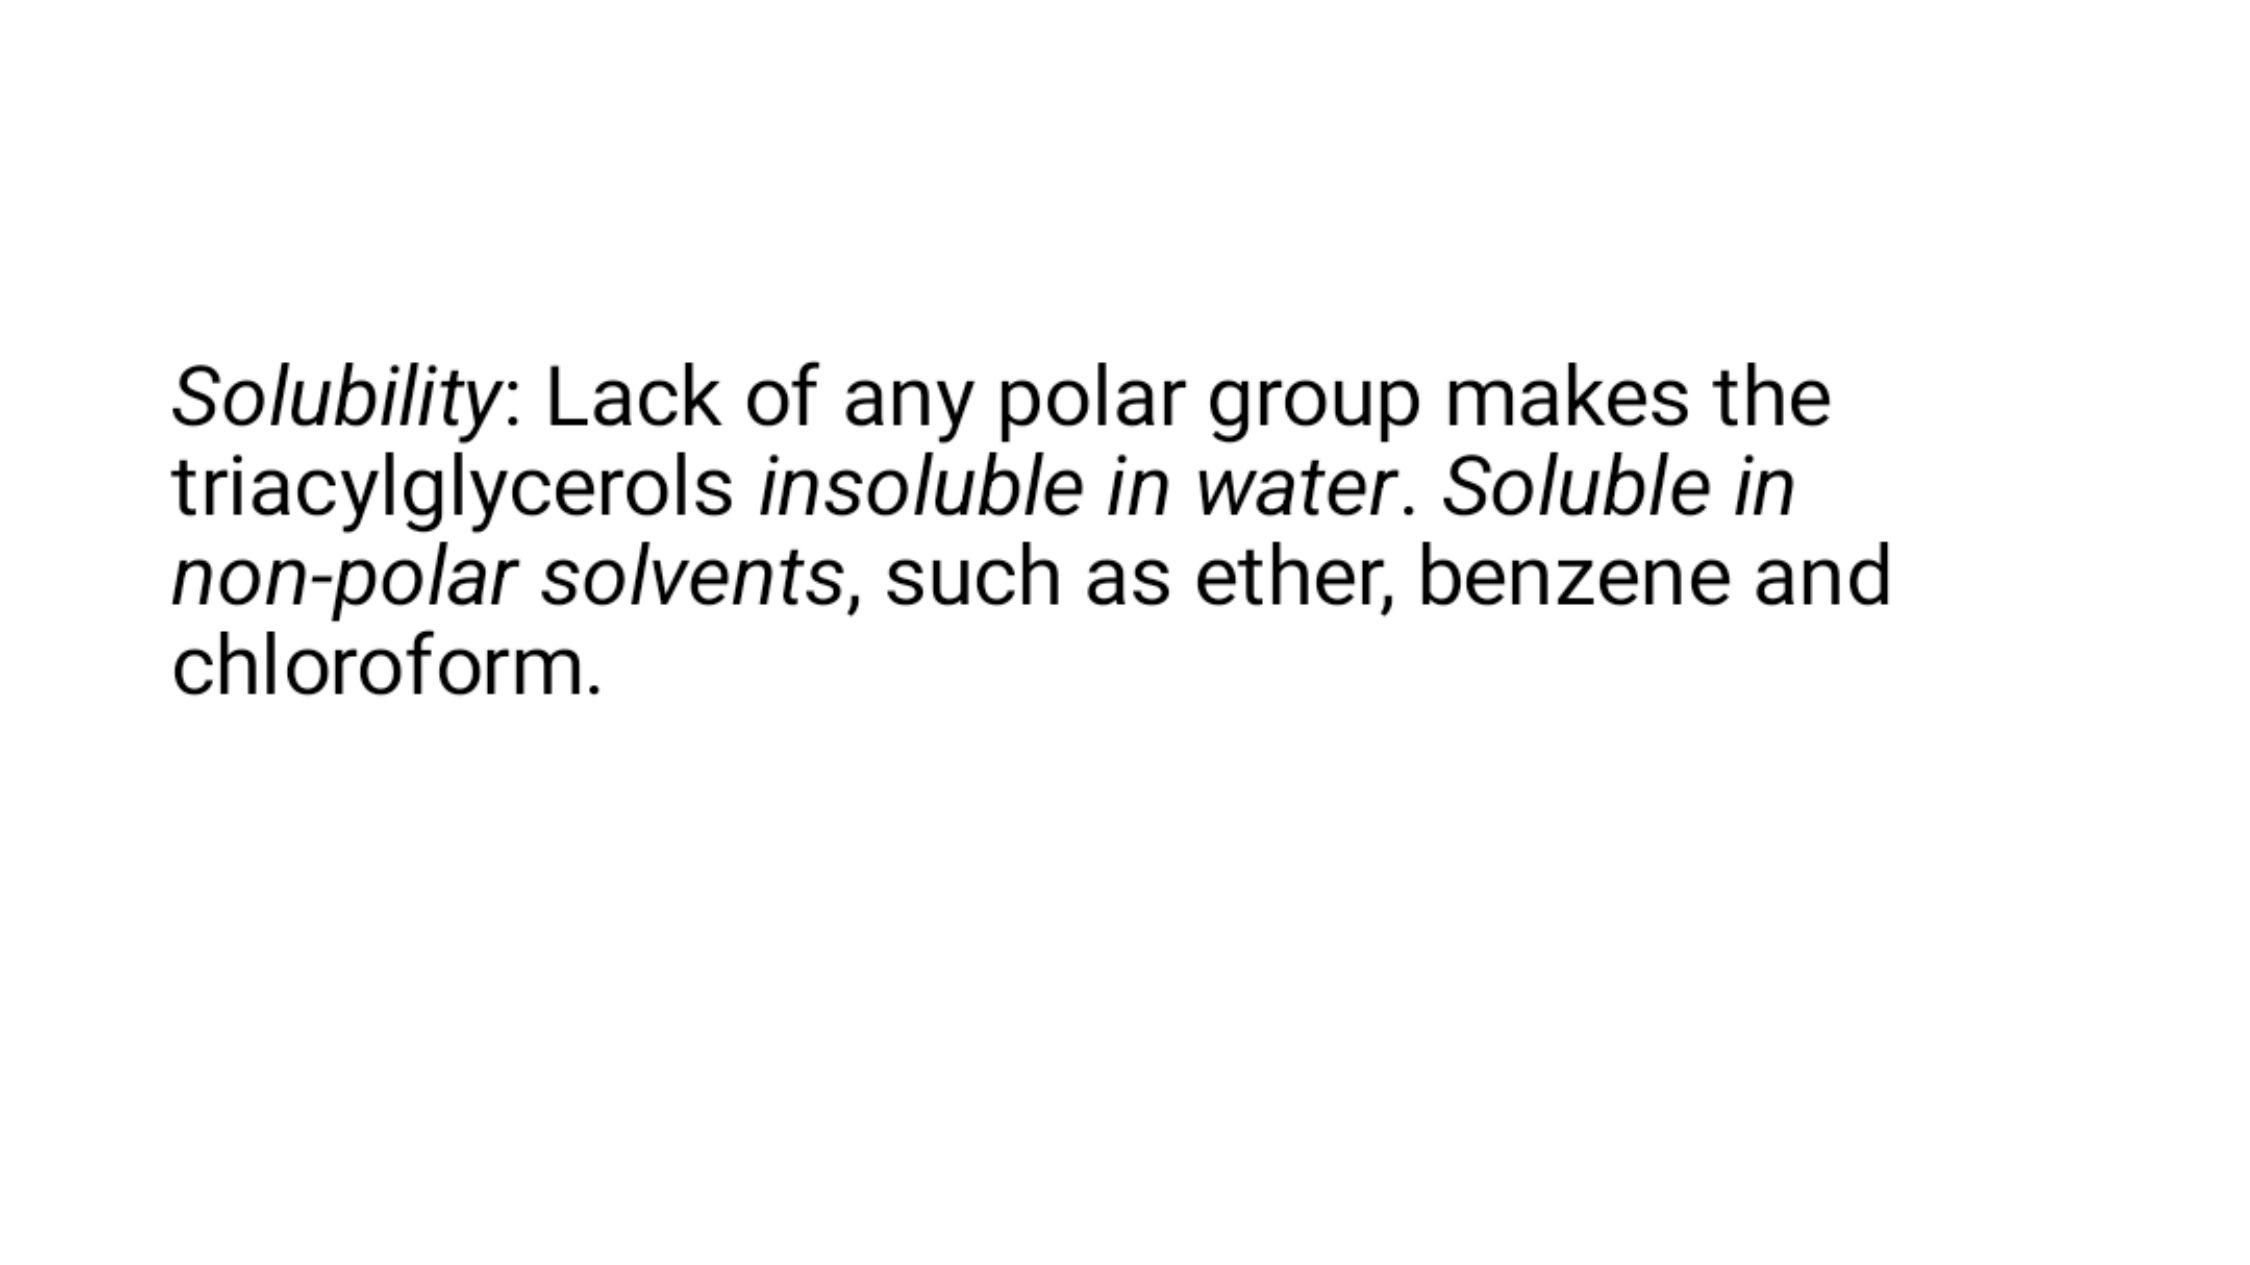 Solubility: Lack of any polar group makes the
triacylglycerols insoluble in water. Soluble in
non-polar solvents, such as ether, benzene and
chloroform.